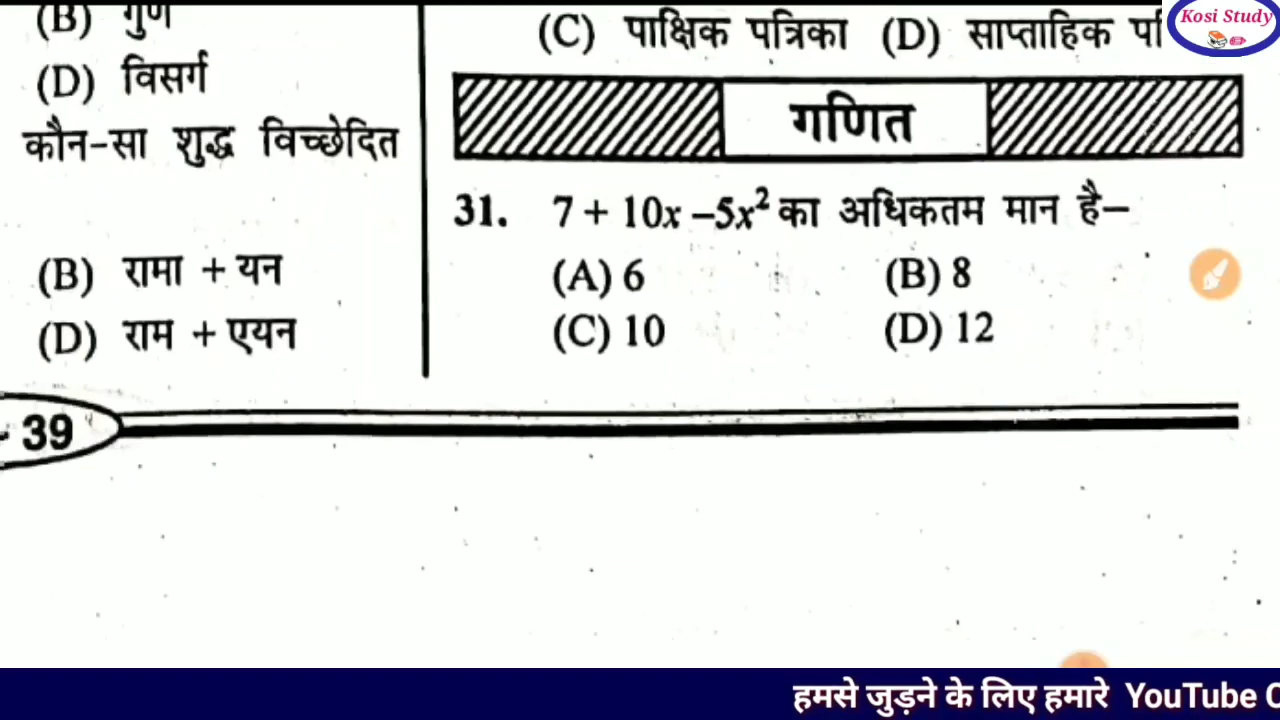 (B) गुण
(D) विसर्ग
कौन-सा शुद्ध विच्छेदित
(B) रामा + यन
(D) राम + एयन
- 39
(C) पाक्षिक पत्रिका (D) साप्ताहिक
गणित
31. 7 + 10x –5x² का अधिकतम मान है–
(A) 6 (B) 8
(C) 10 (D) 12
Kosi Study
हमसे जुड़ने के लिए हमारे YouTube